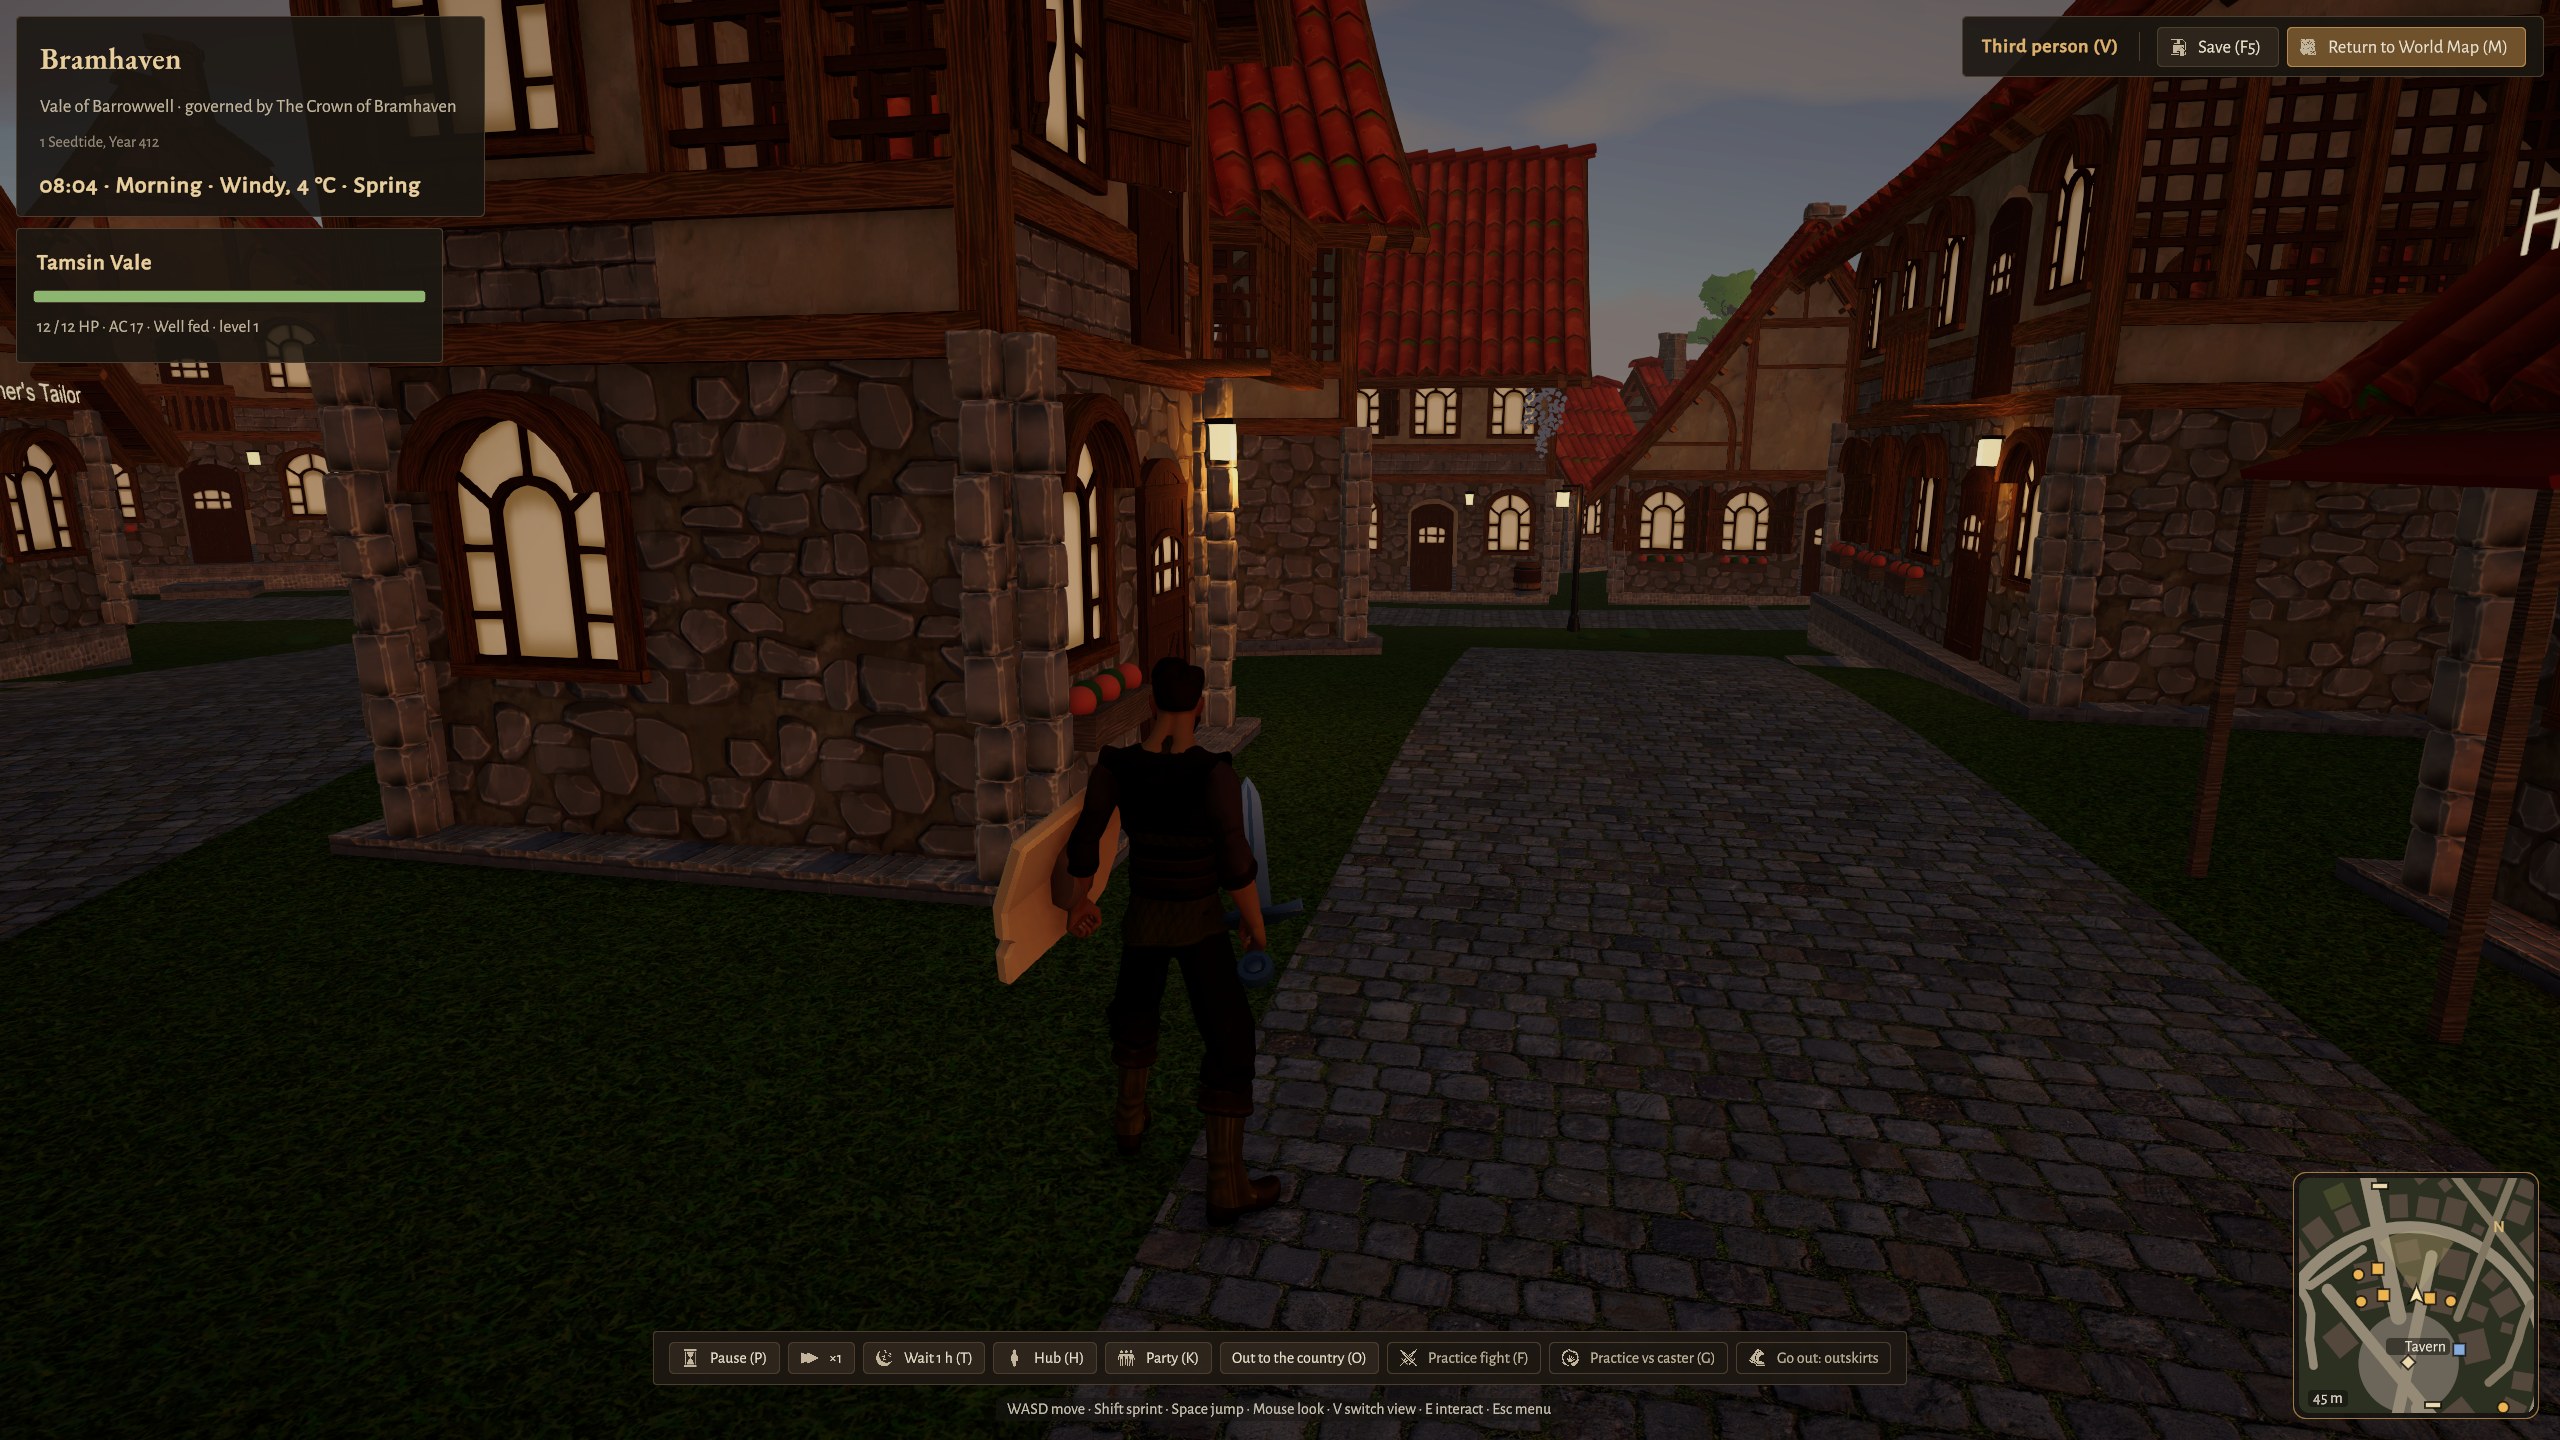 Bramhaven
Vale of Barrowwell · governed by The Crown of Bramhaven
1 Seedtide, Year 412
08:04 · Morning · Windy, 4 °C · Spring
Third person (V)
Save (F5)
Return to World Map (M)
Tamsin Vale
12 / 12 HP · AC 17 · Well fed · level 1
ner's Tailor
H
N
Tavern
45 m
Pause (P)
×1
Wait 1 h (T)
Hub (H)
Party (K)
Out to the country (O)
Practice fight (F)
Practice vs caster (G)
Go out: outskirts
WASD move · Shift sprint · Space jump · Mouse look · V switch view · E interact · Esc menu